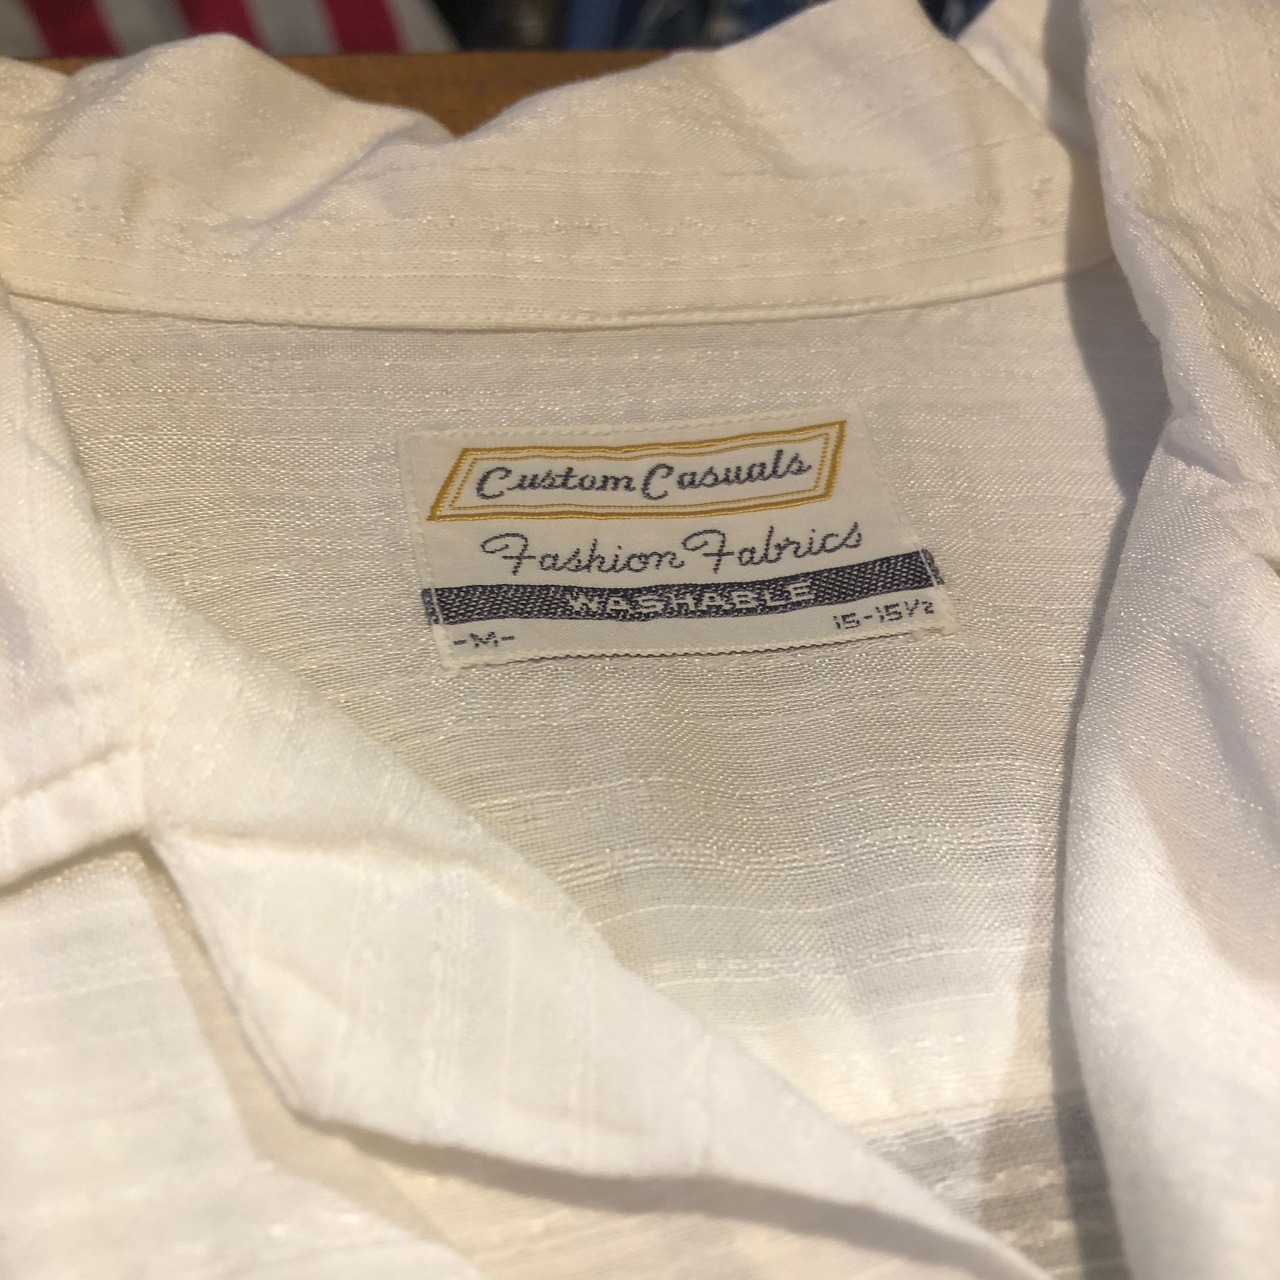 Custom Casuals
Fashion Fabrics
WASHABLE
-M- 15-15½